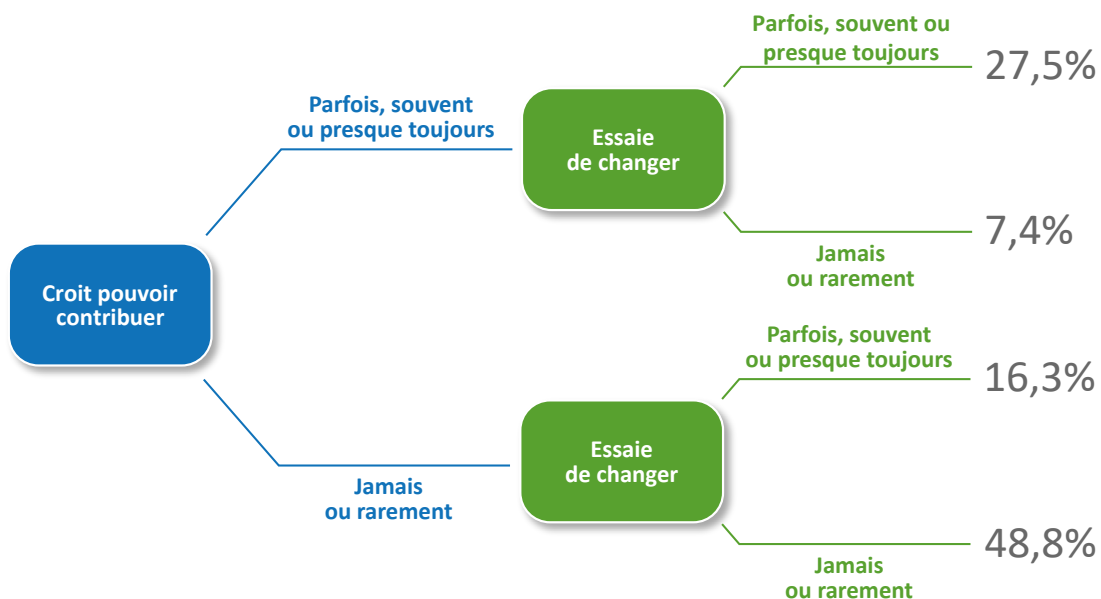 Parfois, souvent ou
presque toujours
27,5%
Parfois, souvent
ou presque toujours
Essaie
de changer
7,4%
Jamais
ou rarement
Croit pouvoir
contribuer
Parfois, souvent
ou presque toujours
16,3%
Essaie
de changer
Jamais
ou rarement
48,8%
Jamais
ou rarement